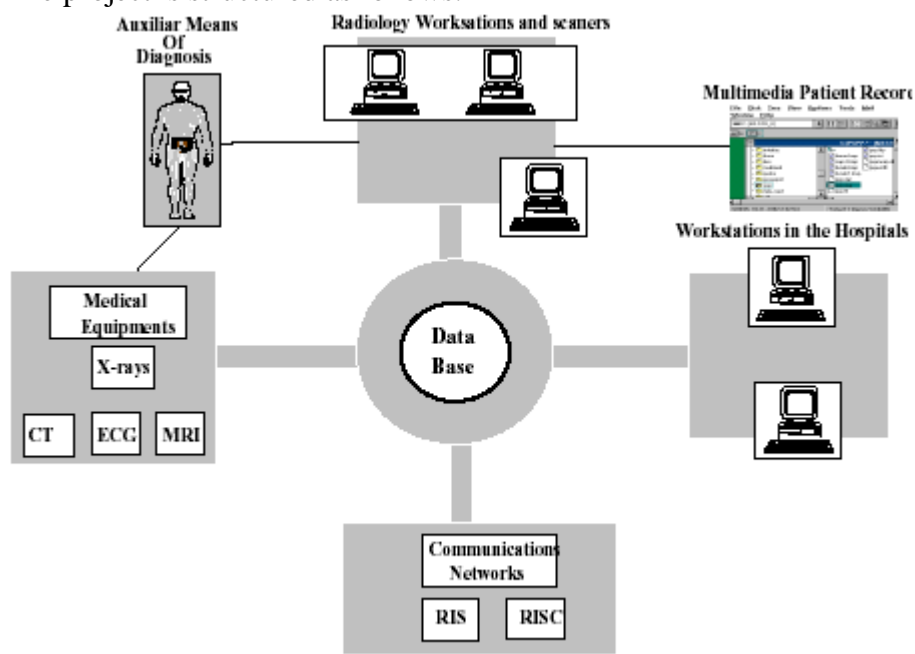 Auxiliar Means
Of
Diagnosis
Radiology Worksations and scaners
Multimedia Patient Recor
Workstations in the Hospitals
Medical
Equipments
X-rays
CT
ECG
MRI
Data
Base
Communications
Networks
RIS
RISC